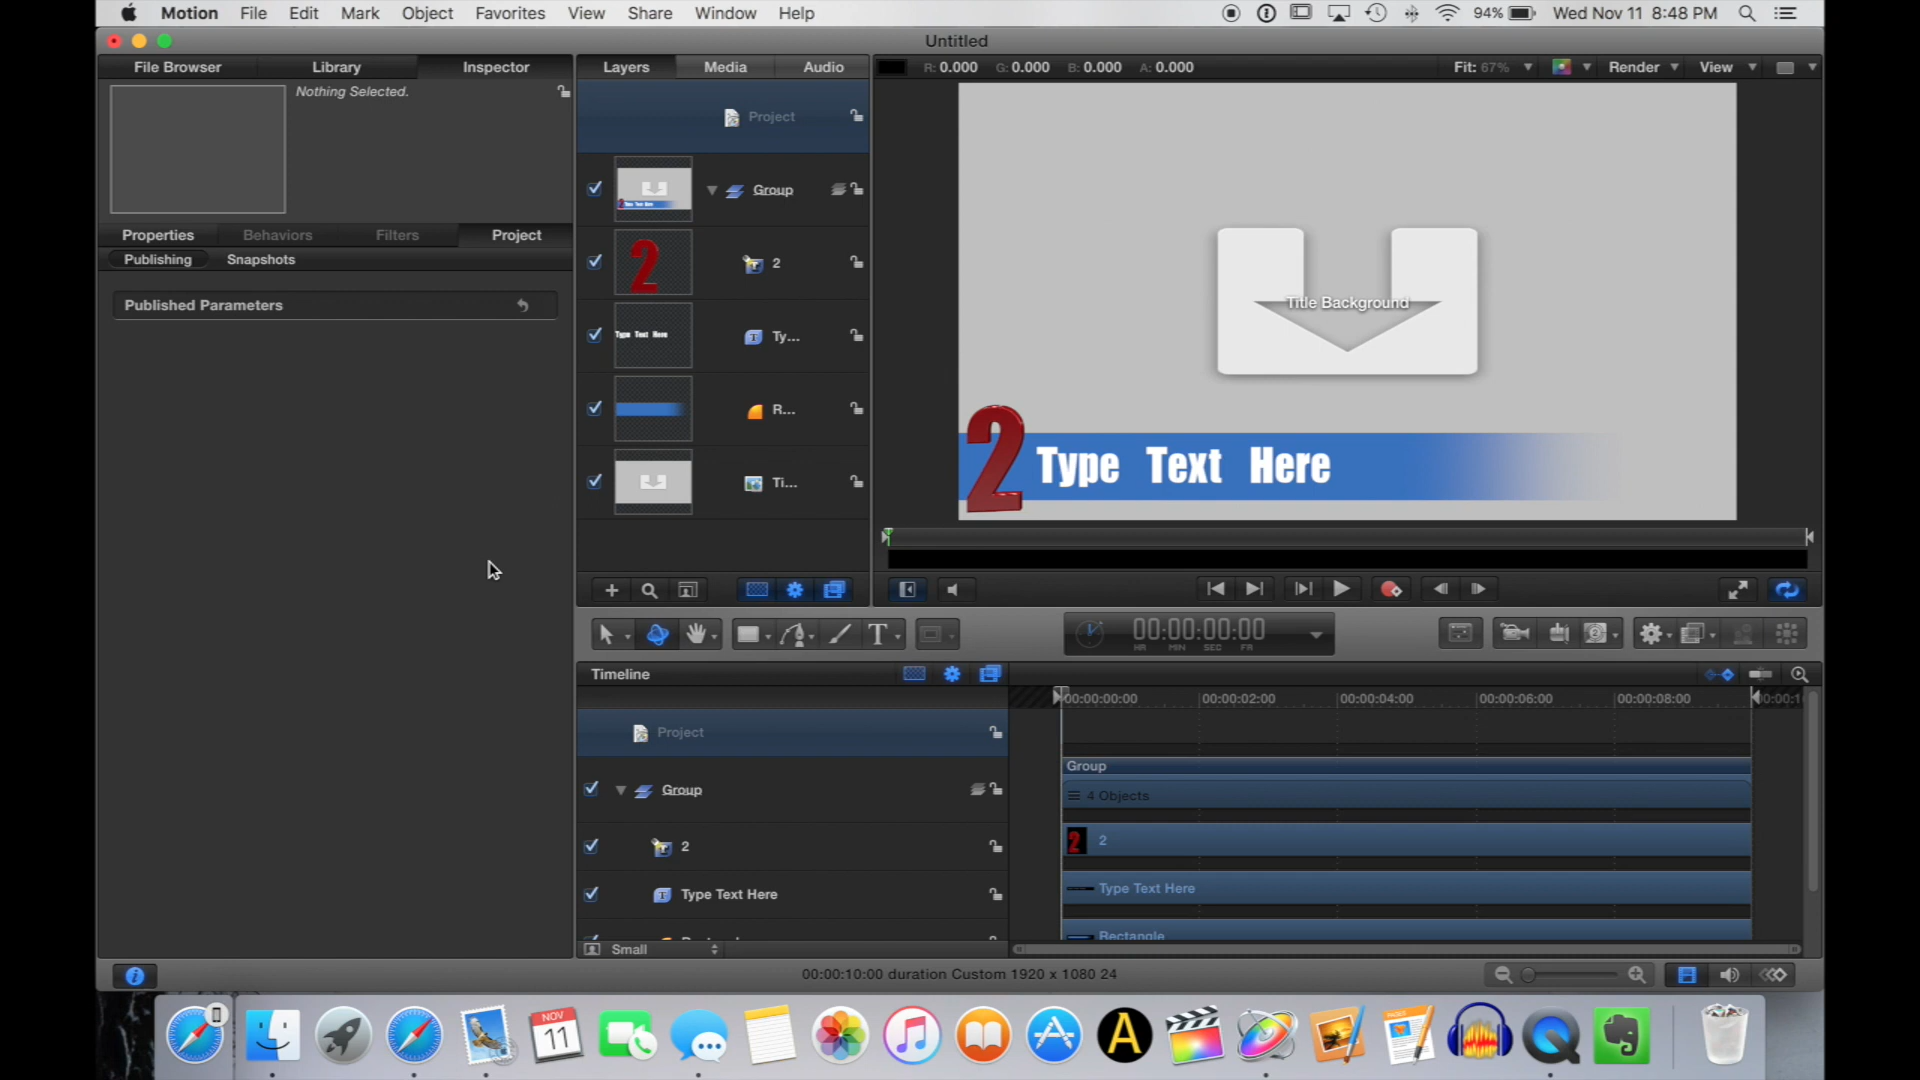 Motion File Edit Mark Object Favorites View Share Window Help 94% Wed Nov 11 8:48 PM
Untitled
File Browser Library Inspector Layers Media Audio R: 0.000 G: 0.000 B: 0.000 A: 0.000 Fit: 67% Render View
Nothing Selected.
Project
Group
Properties Behaviors Filters Project
Publishing Snapshots
2
Published Parameters
Title Background
Ty...
R...
2 Type Text Here
Ti...
00:00:00:00
HR MIN SEC FR
Timeline
00:00:00:00 00:00:02:00 00:00:04:00 00:00:06:00 00:00:08:00
Project
Group
Group
4 Objects
2
2
Type Text Here
Type Text Here
Rectangle
Small
00:00:10:00 duration Custom 1920 x 1080 24
NOV
11